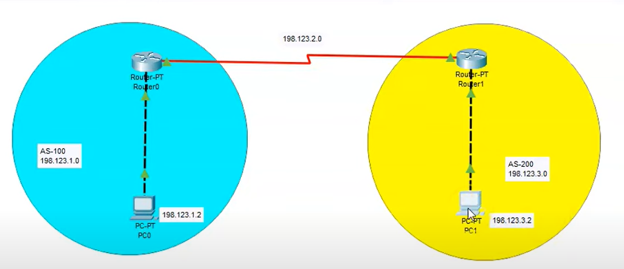 198.123.2.0
Router-PT
Router0
Router-PT
Router1
AS-100
198.123.1.0
AS-200
198.123.3.0
198.123.1.2
PC-PT
PC0
198.123.3.2
PC-PT
PC1